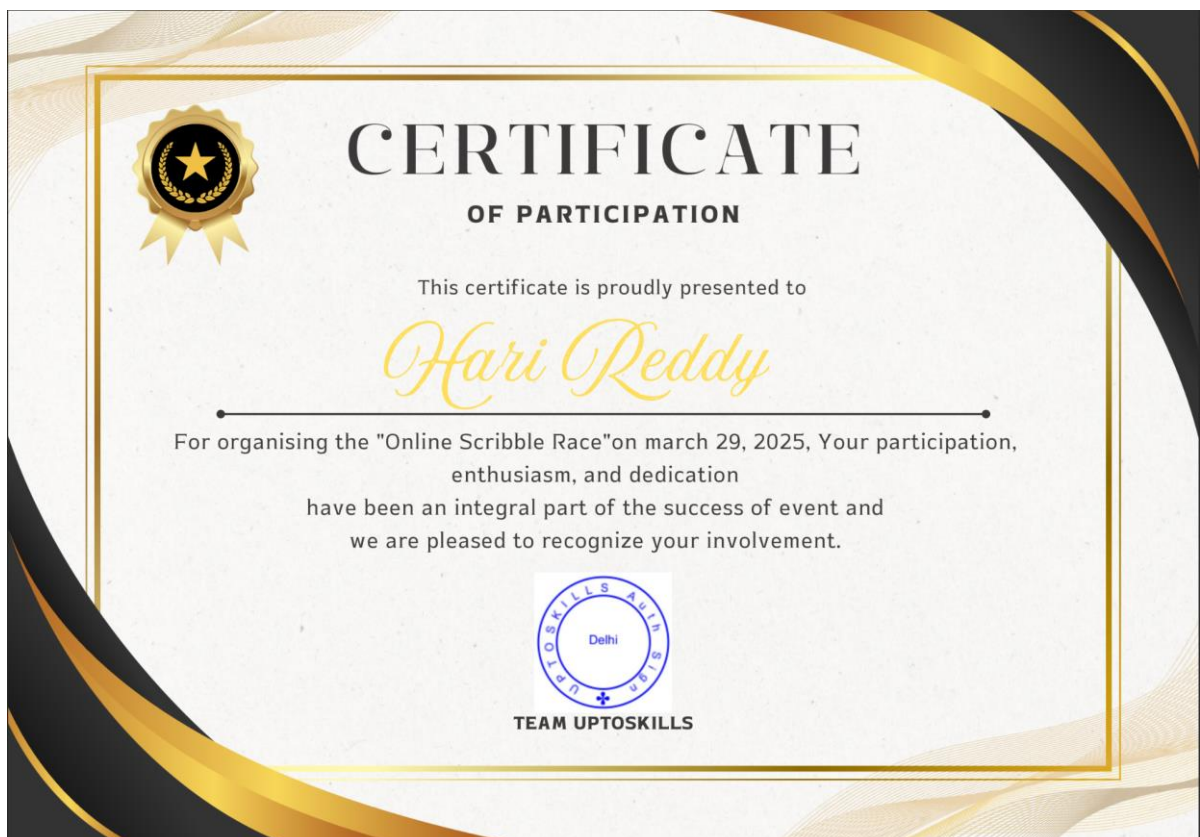 CERTIFICATE
OF PARTICIPATION
This certificate is proudly presented to
Hari Reddy
For organising the "Online Scribble Race"on march 29, 2025, Your participation,
enthusiasm, and dedication
have been an integral part of the success of event and
we are pleased to recognize your involvement.
UPTOSKILLS Auth Sign
Delhi
TEAM UPTOSKILLS